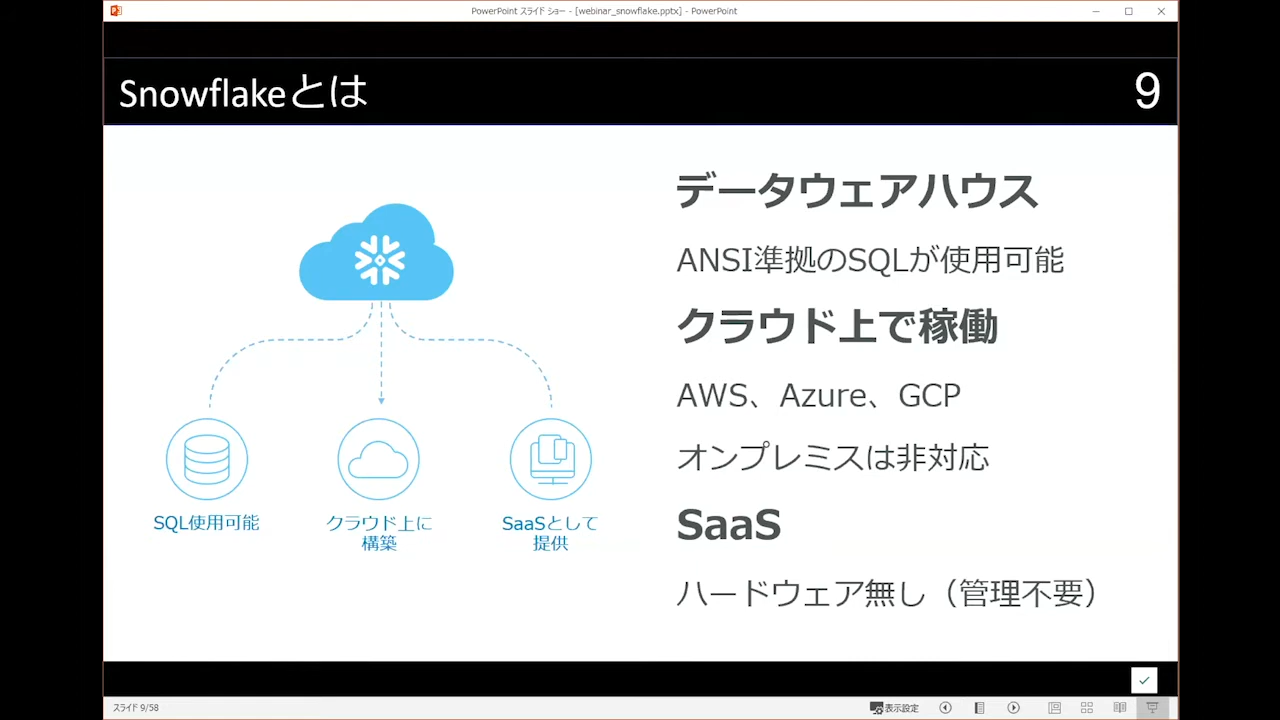 PowerPoint スライド ショー - [webinar_snowflake.pptx] - PowerPoint
Snowflakeとは
9
データウェアハウス
ANSI準拠のSQLが使用可能
クラウド上で稼働
AWS、Azure、GCP
オンプレミスは非対応
SaaS
ハードウェア無し（管理不要）
SQL使用可能
クラウド上に
構築
SaaSとして
提供
スライド 9/58
表示設定